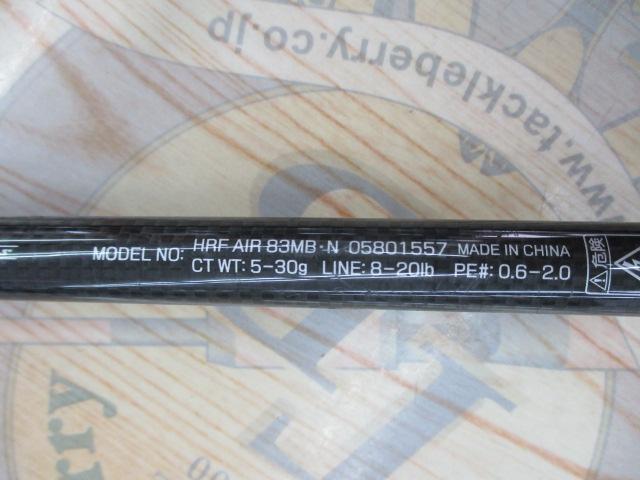 www.tackleberry.co.jp
MODEL NO: HRF AIR 83MB·N 05801557 MADE IN CHINA
CT WT: 5-30g LINE: 8-20lb PE#: 0.6-2.0
危険
rry